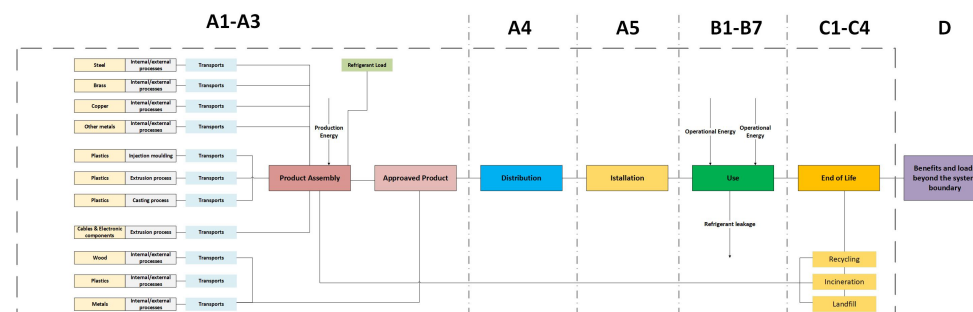 A1-A3
A4
A5
B1-B7
C1-C4
D
Steel
Internal/external
processes
Transports
Refrigerant Load
Brass
Internal/external
processes
Transports
Copper
Internal/external
processes
Transports
Other metals
Internal/external
processes
Transports
Production
Energy
Operational Energy
Operational
Energy
Plastics
Injection moulding
Transports
Plastics
Extrusion process
Transports
Product Assembly
Approaved Product
Distribution
Istallation
Use
End of Life
Benefits and load
beyond the system
boundary
Plastics
Casting process
Transports
Refrigerant leakage
Cables & Electronic
components
Extrusion process
Transports
Wood
Internal/external
processes
Transports
Recycling
Plastics
Internal/external
processes
Transports
Incineration
Metals
Internal/external
processes
Transports
Landfill